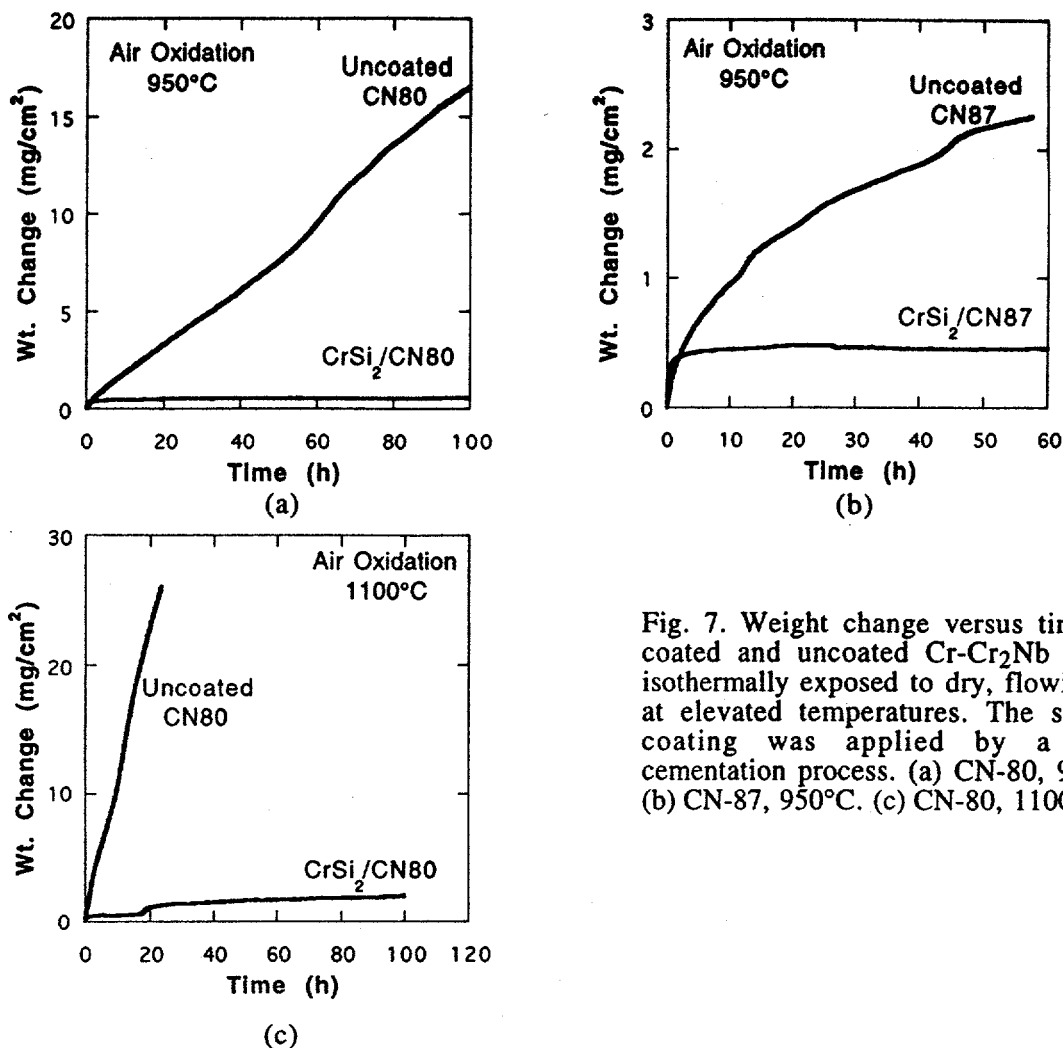 20
15
10
5
0
Wt. Change (mg/cm²)
Air Oxidation
950°C
Uncoated
CN80
CrSi₂/CN80
0 20 40 60 80 100
Time (h)
(a)
3
2
1
0
Wt. Change (mg/cm²)
Air Oxidation
950°C
Uncoated
CN87
CrSi₂/CN87
0 10 20 30 40 50 60
Time (h)
(b)
30
20
10
0
Wt. Change (mg/cm²)
Air Oxidation
1100°C
Uncoated
CN80
CrSi₂/CN80
0 20 40 60 80 100 120
Time (h)
(c)
Fig. 7. Weight change versus
coated and uncoated Cr-Cr₂Nb
isothermally exposed to dry,
at elevated temperatures. The
coating was applied by a
cementation process. (a) CN-80,
(b) CN-87, 950°C. (c) CN-80,